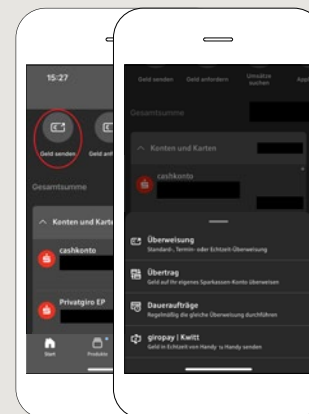 15:27
Geld senden
Geld anf
Gesamtsumme
Konten und Karte
cashkonto
Privatgiro EP
Start
Produkte
Geld senden
Geld anfordern
Umsätze suchen
Appl
Gesamtsumme
Konten und Karten
cashkonto
Überweisung
Standard-, Termin- oder Echtzeit-Überweisung
Übertrag
Geld auf Ihr eigenes Sparkassen-Konto überweisen
Daueraufträge
Regelmäßig die gleiche Überweisung durchführen
giropay | Kwitt
Geld in Echtzeit von Handy zu Handy senden